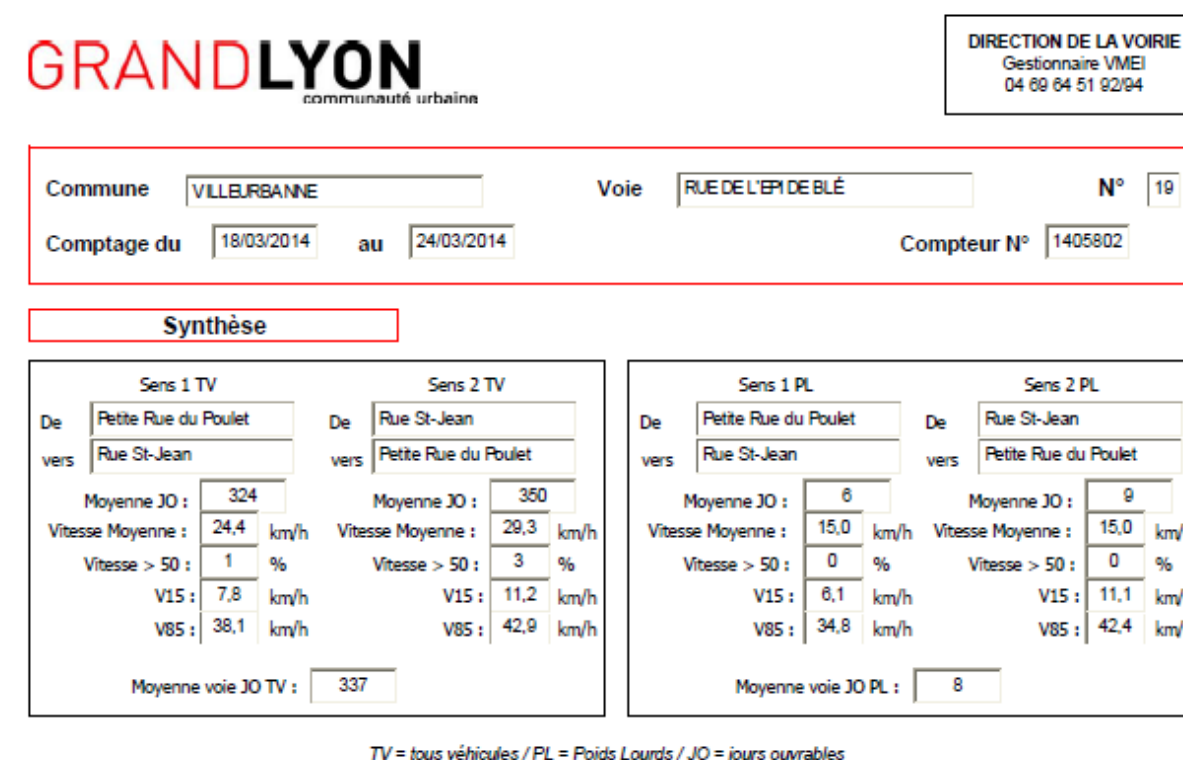 GRANDLYON
communauté urbaine
DIRECTION DE LA VOIRIE
Gestionnaire VMEI
04 69 64 51 92/94
Commune VILLEURBANNE Voie RUE DE L'EPI DE BLÉ N° 19
Comptage du 18/03/2014 au 24/03/2014 Compteur N° 1405802
Synthèse
Sens 1 TV Sens 2 TV Sens 1 PL Sens 2 PL
De Petite Rue du Poulet De Rue St-Jean De Petite Rue du Poulet De Rue St-Jean
vers Rue St-Jean vers Petite Rue du Poulet vers Rue St-Jean vers Petite Rue du Poulet
Moyenne JO : 324 Moyenne JO : 350 Moyenne JO : 6 Moyenne JO : 9
Vitesse Moyenne : 24,4 km/h Vitesse Moyenne : 29,3 km/h Vitesse Moyenne : 15,0 km/h Vitesse Moyenne : 15,0 km/
Vitesse > 50 : 1 % Vitesse > 50 : 3 % Vitesse > 50 : 0 % Vitesse > 50 : 0 %
V15 : 7,8 km/h V15 : 11,2 km/h V15 : 6,1 km/h V15 : 11,1 km/
V85 : 38,1 km/h V85 : 42,9 km/h V85 : 34,8 km/h V85 : 42,4 km/
Moyenne voie JO TV : 337 Moyenne voie JO PL : 8
TV = tous véhicules / PL = Poids Lourds / JO = jours ouvrables